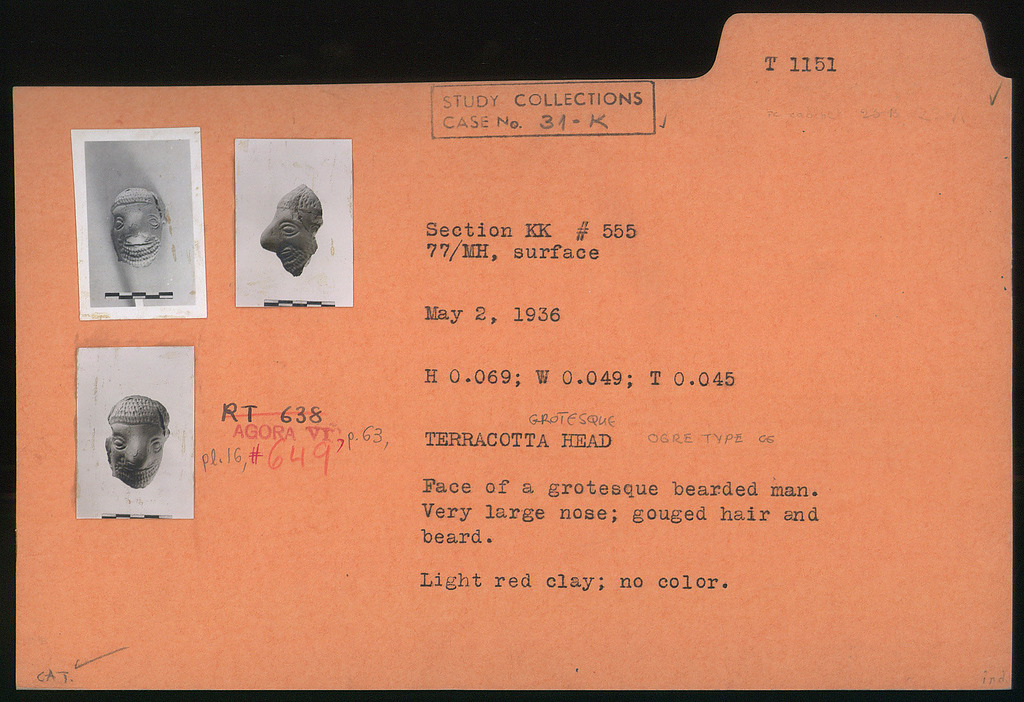 T 1151
STUDY COLLECTIONS
CASE No. 31-K
Section KK # 555
77/MH, surface
May 2, 1936
H 0.069; W 0.049; T 0.045
GROTESQUE
TERRACOTTA HEAD OGRE TYPE
RT 638
AGORA VI, p. 63,
pl. 16, # 649
Face of a grotesque bearded man.
Very large nose; gouged hair and
beard.
Light red clay; no color.
CAT.
ind.